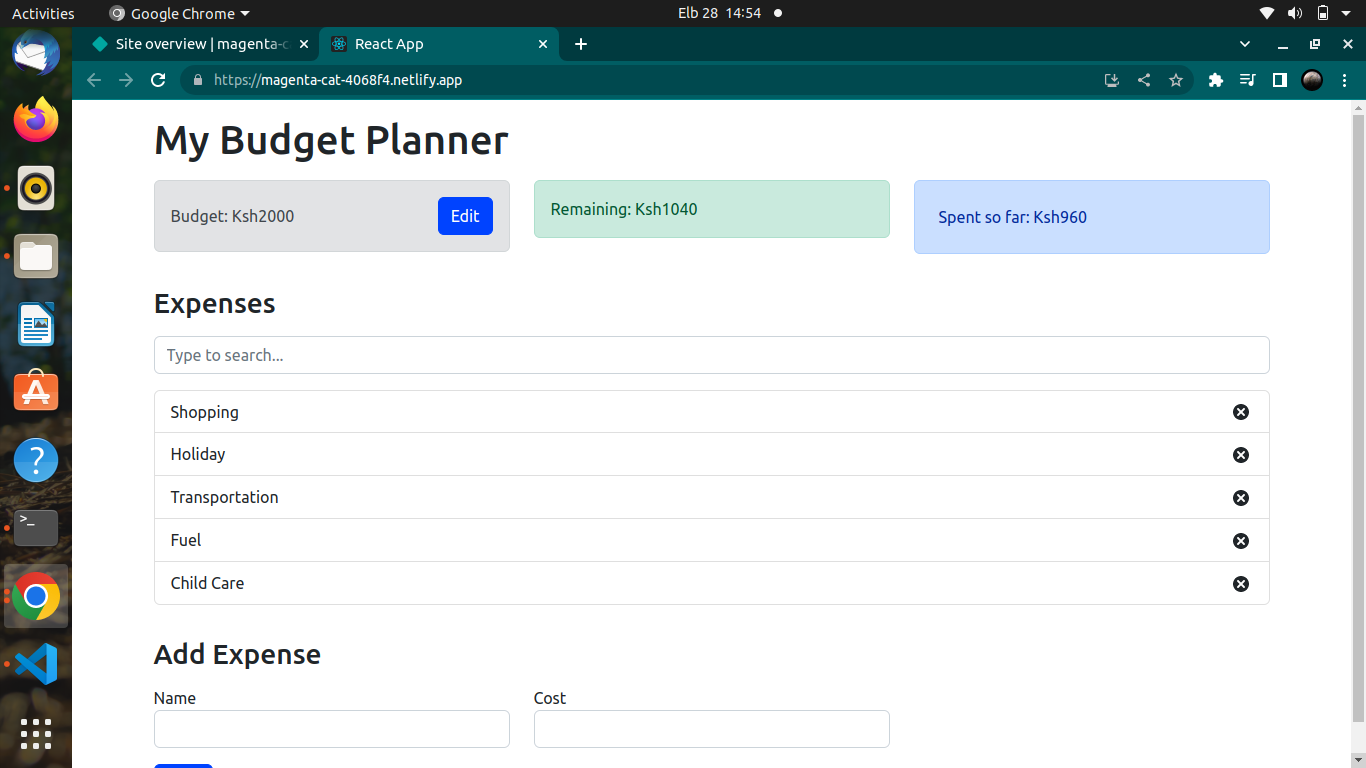 Activities
Google Chrome
Elb 28 14:54
Site overview | magenta-c
React App
https://magenta-cat-4068f4.netlify.app
My Budget Planner
Budget: Ksh2000
Edit
Remaining: Ksh1040
Spent so far: Ksh960
Expenses
Type to search...
Shopping
Holiday
Transportation
Fuel
Child Care
Add Expense
Name
Cost